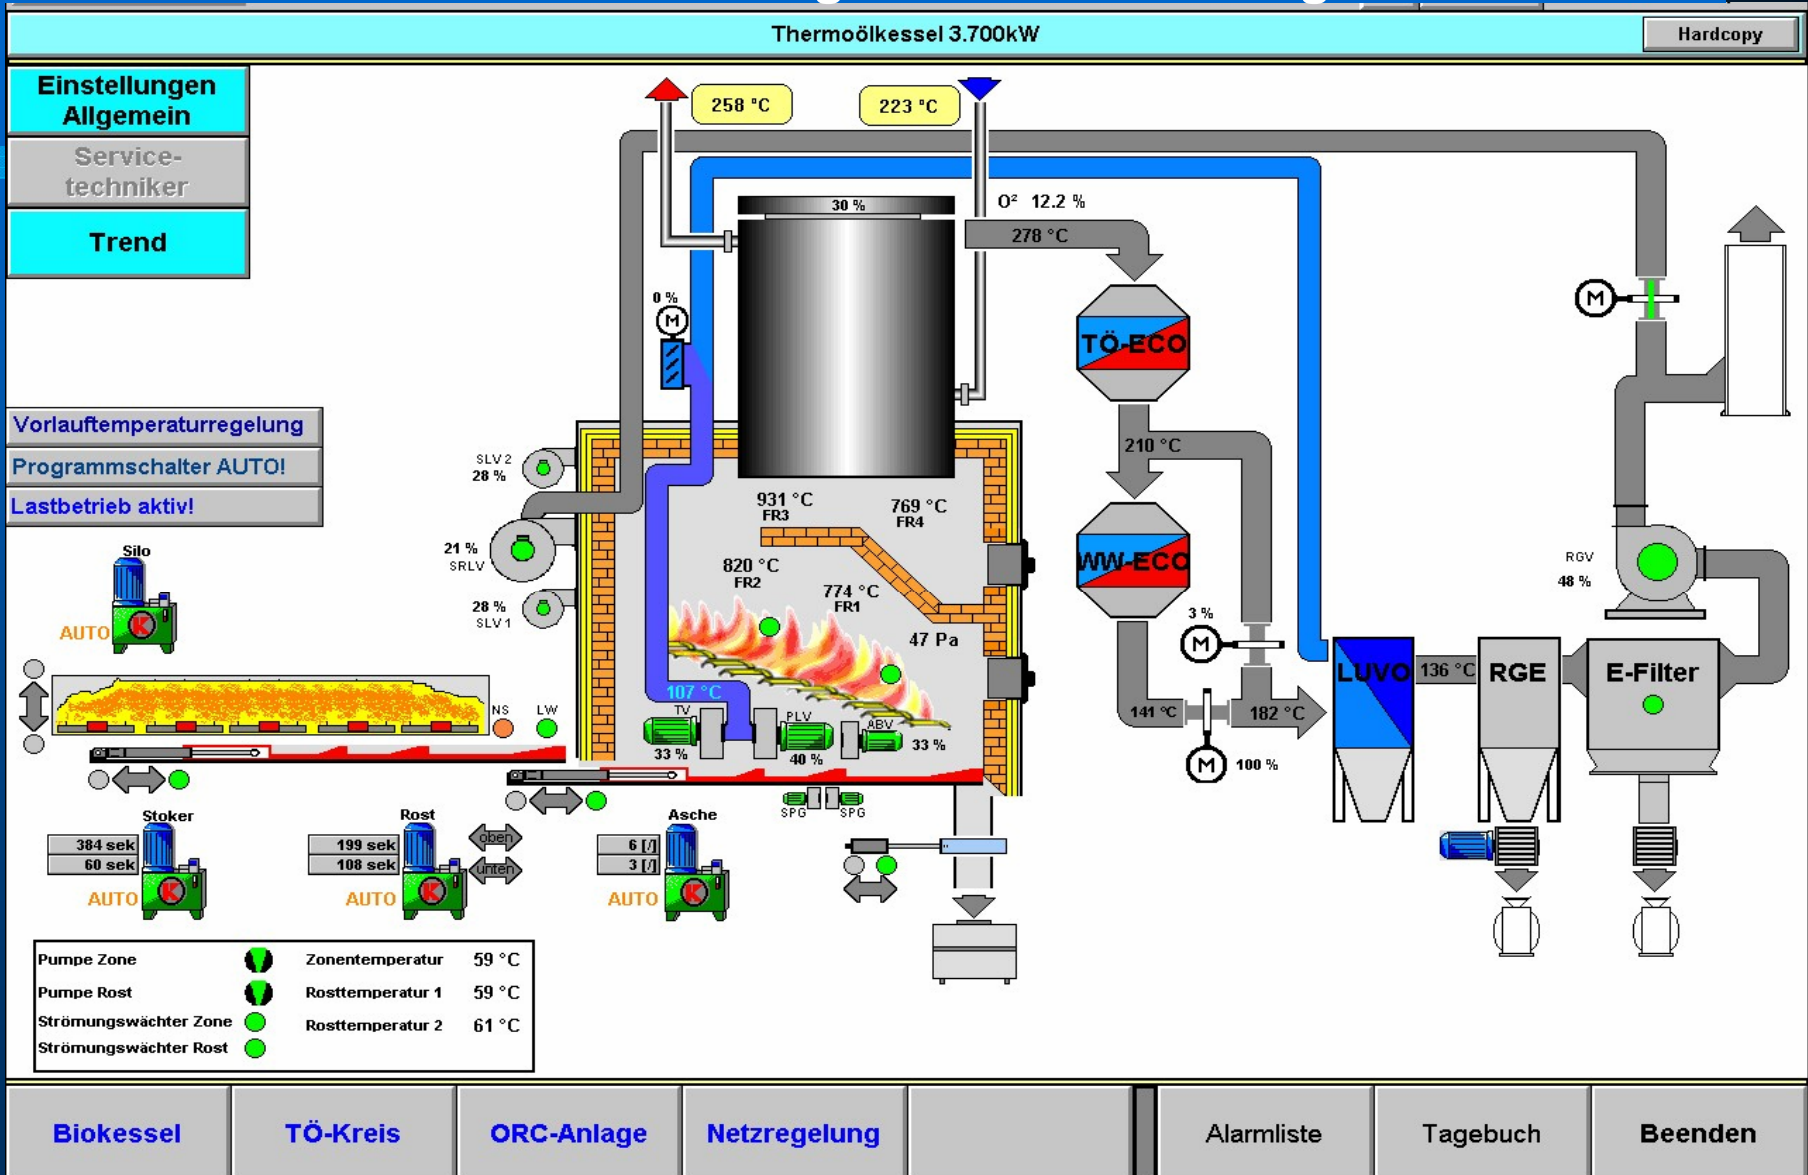 Thermoölkessel 3.700kW
Hardcopy
Einstellungen
Allgemein
Service-
techniker
Trend
258 °C
223 °C
30 %
O² 12.2 %
278 °C
0 %
M
TÖ-ECO
M
Vorlauftemperaturregelung
Programmschalter AUTO!
Lastbetrieb aktiv!
210 °C
SLV 2
28 %
931 °C
FR3
769 °C
FR4
21 %
SRLV
WW-ECO
RGV
48 %
820 °C
FR2
774 °C
FR1
28 %
SLV 1
47 Pa
3 %
M
Silo
K
AUTO
107 °C
LUVO
136 °C
RGE
E-Filter
NS
LW
TV
PLV
ABV
33 %
40 %
33 %
141 °C
182 °C
M
100 %
SPG
SPG
Stoker
384 sek
60 sek
AUTO
K
Rost
199 sek
108 sek
AUTO
K
oben
unten
Asche
6 [/]
3 [/]
AUTO
K
Pumpe Zone
Zonentemperatur 59 °C
Pumpe Rost
Rosttemperatur 1 59 °C
Strömungswächter Zone
Rosttemperatur 2 61 °C
Strömungswächter Rost
Biokessel
TÖ-Kreis
ORC-Anlage
Netzregelung
Alarmliste
Tagebuch
Beenden